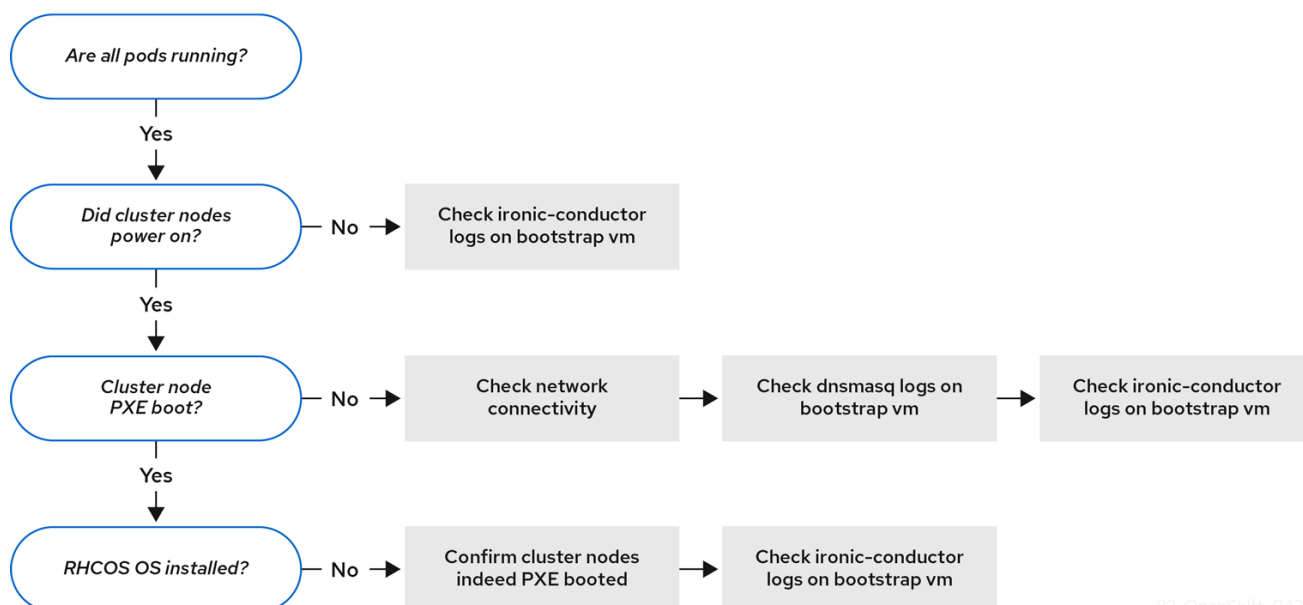 Are all pods running?
Yes
Did cluster nodes
power on?
No
Check ironic-conductor
logs on bootstrap vm
Yes
Cluster node
PXE boot?
No
Check network
connectivity
Check dnsmasq logs on
bootstrap vm
Check ironic-conductor
logs on bootstrap vm
Yes
RHCOS OS installed?
No
Confirm cluster nodes
indeed PXE booted
Check ironic-conductor
logs on bootstrap vm